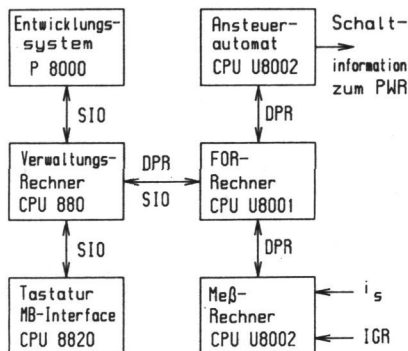 Entwicklungs-
system
P 8000
Ansteuer-
automat
CPU U8002
Schalt-
information
zum PWR
SIO
DPR
Verwaltungs-
Rechner
CPU 880
DPR
SIO
FOR-
Rechner
CPU U8001
SIO
DPR
Tastatur
MB-Interface
CPU 8820
Meß-
Rechner
CPU U8002
i s
IGR